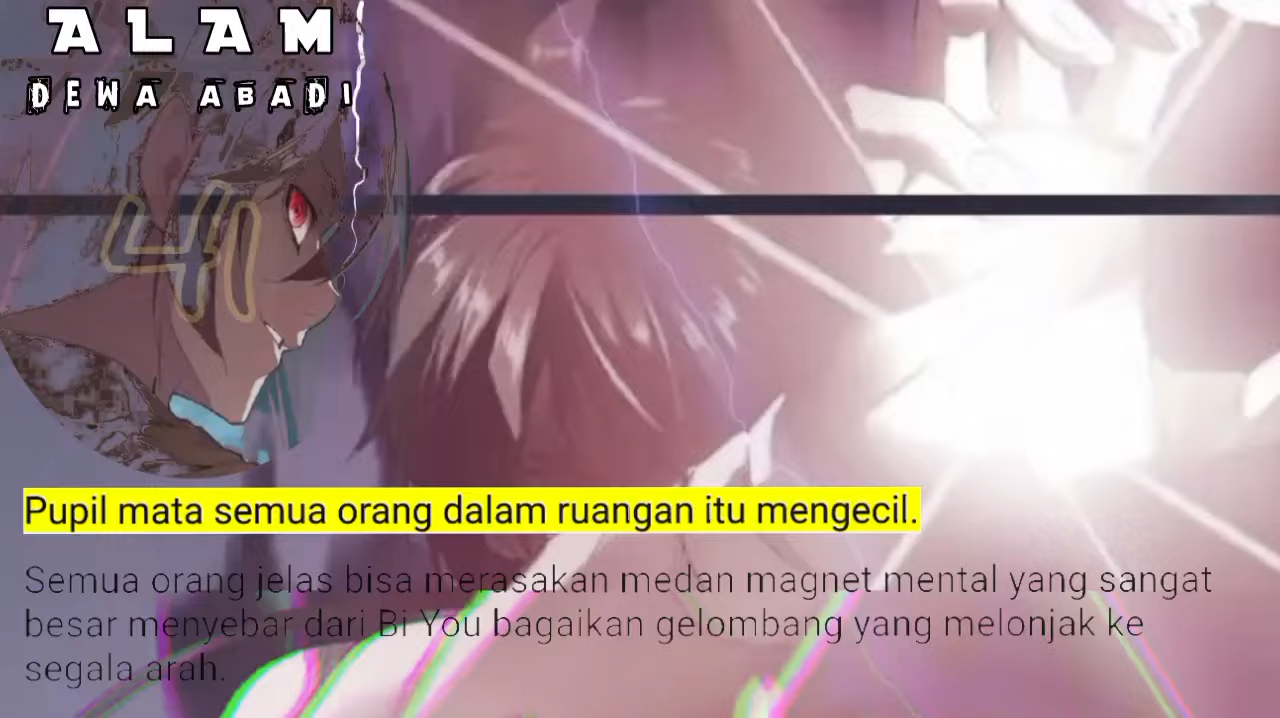 ALAM
DEWA ABADI
40
Pupil mata semua orang dalam ruangan itu mengecil.
Semua orang jelas bisa merasakan medan magnet mental yang sangat
besar menyebar dari Bi You bagaikan gelombang yang melonjak ke
segala arah.